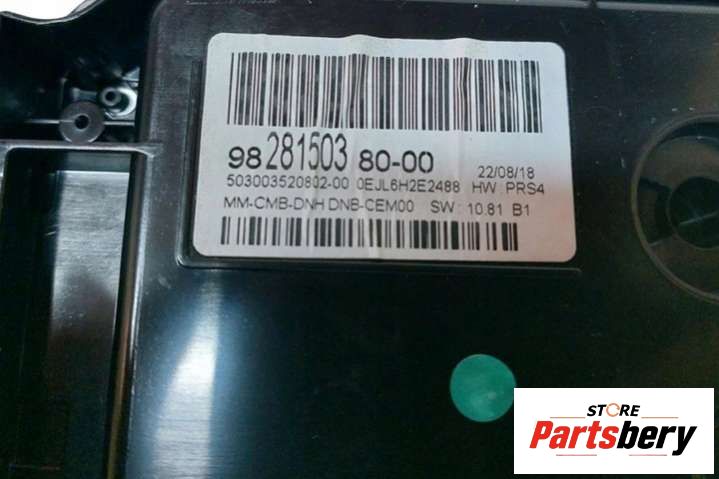 98 281503 80-00
22/08/18
503003520802-00 0EJL6H2E2488 HW: PRS4
MM-CMB-DNH DNB-CEM00 SW: 10.81 B1
STORE
Partsbery